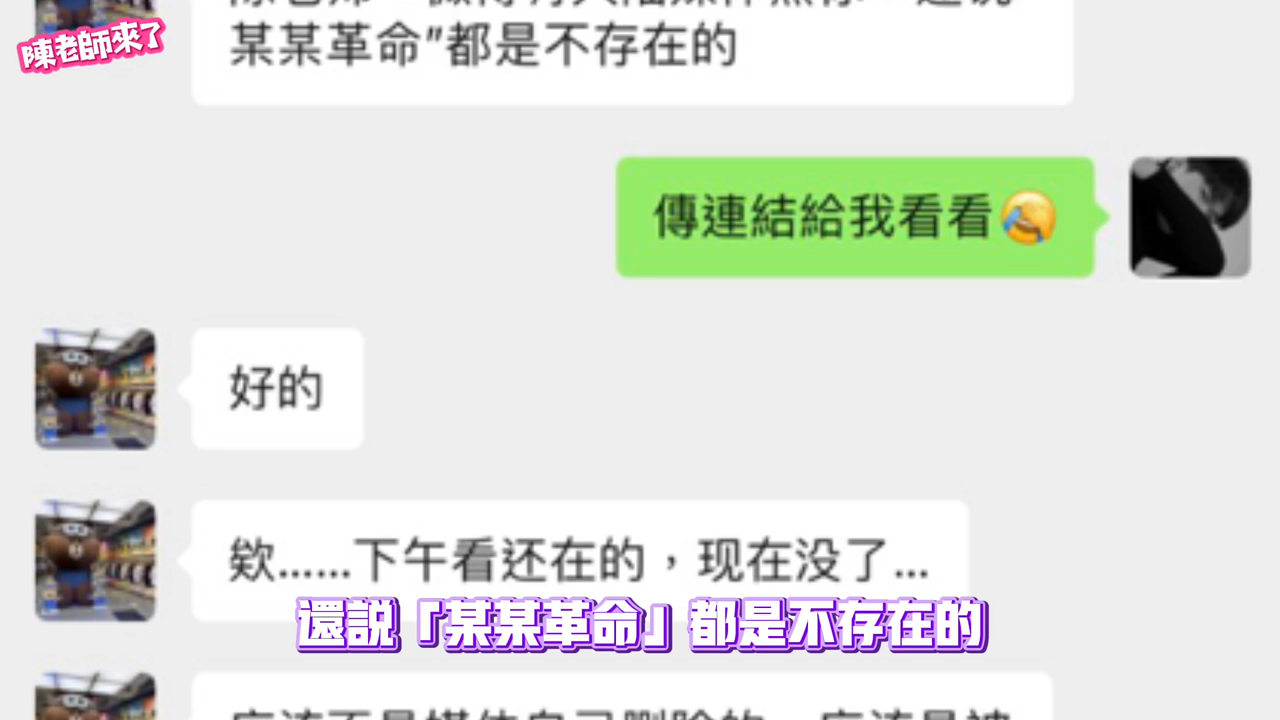 陳老師來了
某某革命”都是不存在的
傳連結給我看看
好的
欸......下午看还在的，现在没了...
還說「某某革命」都是不存在的